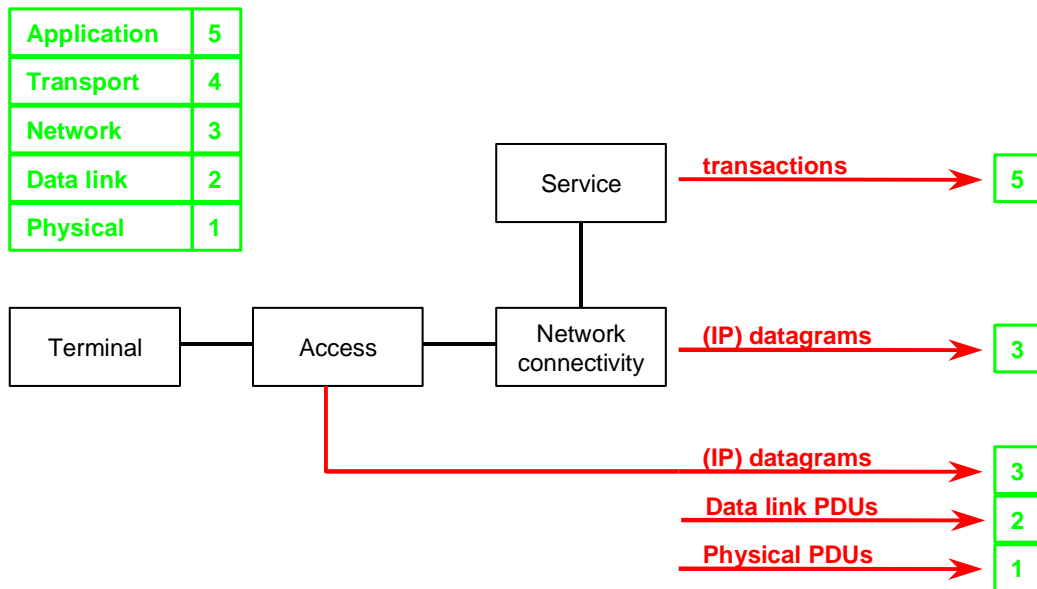 Application 5
Transport 4
Network 3
Data link 2
Physical 1
Service
transactions
5
Terminal
Access
Network
connectivity
(IP) datagrams
3
(IP) datagrams
3
Data link PDUs
2
Physical PDUs
1